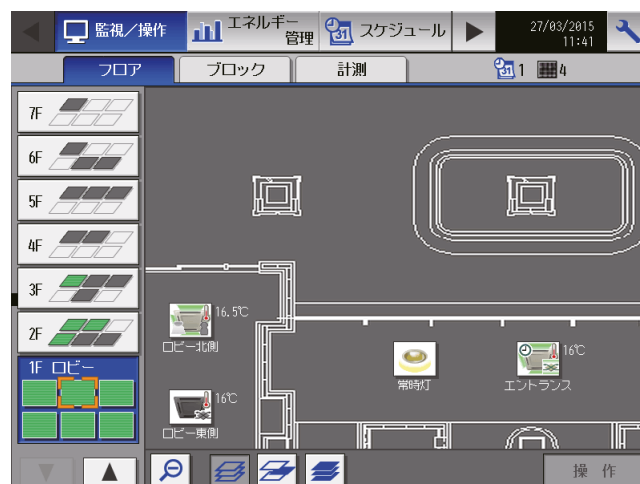 監視/操作
エネルギー
管理
31
スケジュール
27/03/2015
11:41
フロア
ブロック
計測
31 1
4
7F
6F
5F
4F
3F
2F
1F ロビー
16.5℃
ロビー北側
16℃
ロビー東側
常時灯
16℃
エントランス
操作